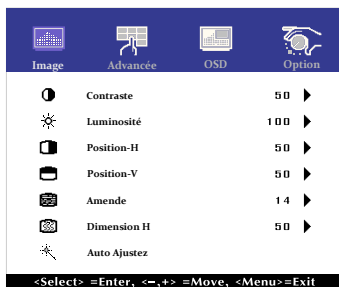 Image Advancée OSD Option
Contraste 50
Luminosité 100
Position-H 50
Position-V 50
Amende 14
Dimension H 50
Auto Ajustez
<Select> =Enter, <–,+> =Move, <Menu>=Exit